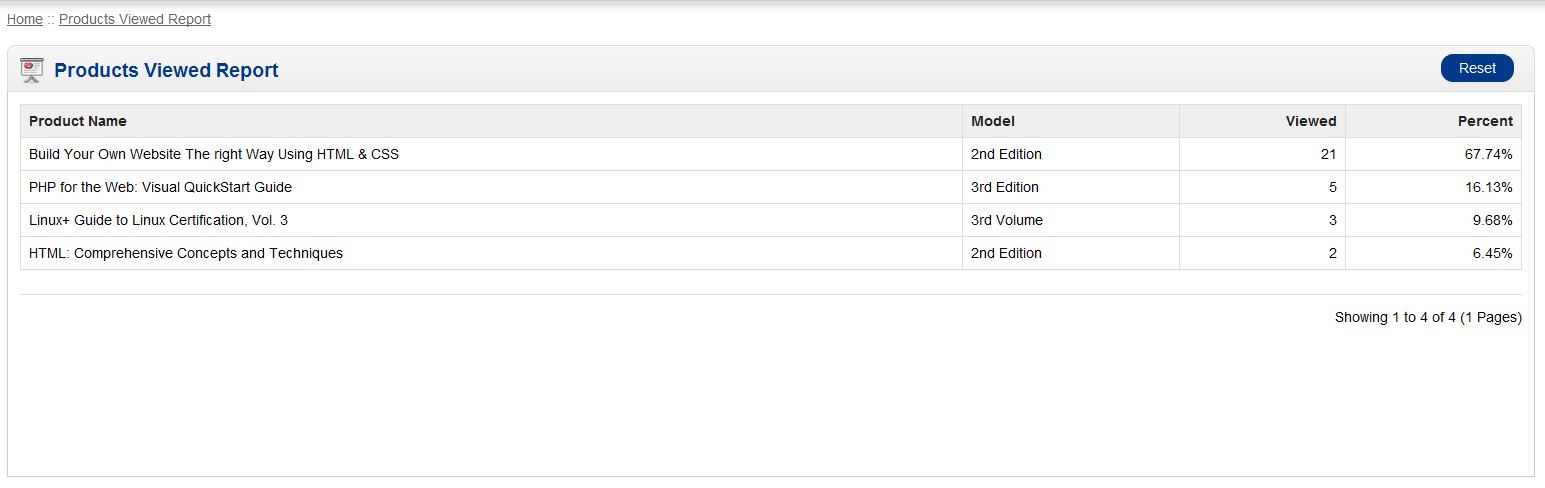 Home :: Products Viewed Report
Products Viewed Report
Reset
Product Name Model Viewed Percent
Build Your Own Website The right Way Using HTML & CSS 2nd Edition 21 67.74%
PHP for the Web: Visual QuickStart Guide 3rd Edition 5 16.13%
Linux+ Guide to Linux Certification, Vol. 3 3rd Volume 3 9.68%
HTML: Comprehensive Concepts and Techniques 2nd Edition 2 6.45%
Showing 1 to 4 of 4 (1 Pages)